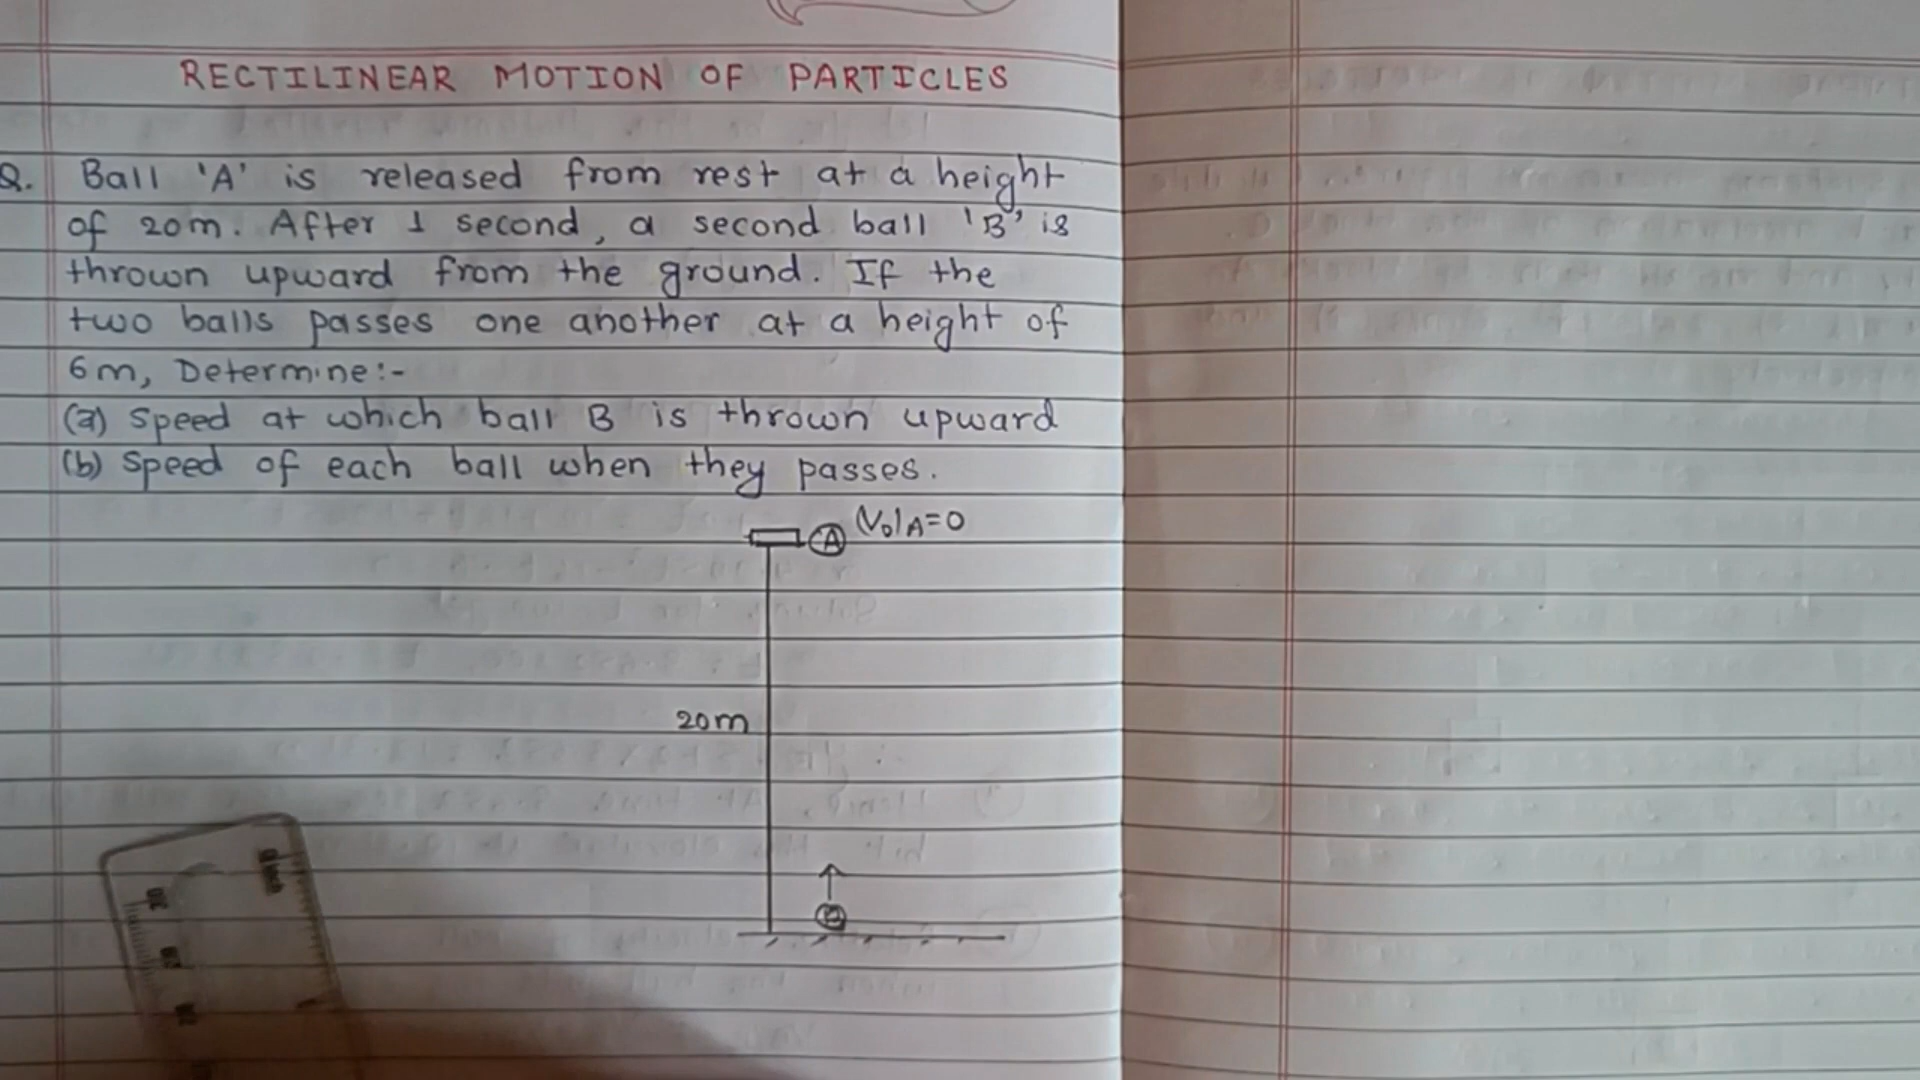 RECTILINEAR MOTION OF PARTICLES
Q. Ball 'A' is released from rest at a height
of 20m. After 1 second, a second ball 'B' is
thrown upward from the ground. If the
two balls passes one another at a height of
6m, Determine:-
(a) Speed at which ball B is thrown upward
(b) Speed of each ball when they passes.
A (V₀)A=0
20m
B